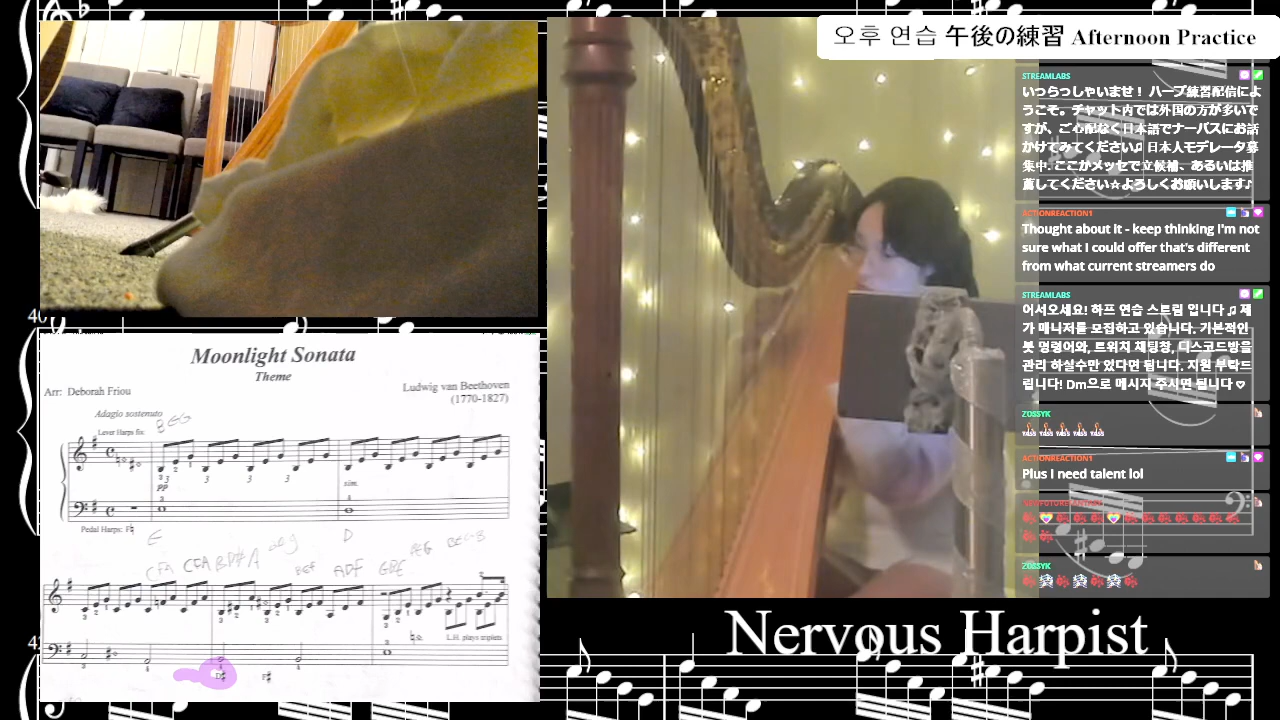 오후 연습 午後の練習 Afternoon Practice
STREAMLABS
いらっしゃいませ！ ハープ練習配信によ
うこそ。チャット内では外国の方が多いで
すが、ご心配なく日本語でナーバスにお話
かけてみてください♫ 日本人モデレータ募
集中. ここかメッセで立候補、あるいは推
薦してください☆よろしくお願いします♪
ACTIONREACTION1
Thought about it - keep thinking I'm not
sure what I could offer that's different
from what current streamers do
STREAMLABS
어서오세요! 하프 연습 스트림 입니다 ♫ 제
가 매니저를 모집하고 있습니다. 기본적인
봇 명령어와, 트위치 채팅창, 디스코드방을
관리 하실수만 있다면 됩니다. 지원 부탁드
립니다! Dm으로 메시지 주시면 됩니다 ♡
ZOSSYK
ACTIONREACTION1
Plus I need talent lol
ZOSSYK
40
Moonlight Sonata
Theme
Arr: Deborah Friou
Ludwig van Beethoven
(1770-1827)
Adagio sostenuto
Lever Harps fix:
BEG
pp
sim.
Pedal Harps: F♮
E
D
CFA CFA BD#A
BEF ADF GBE
L.H. plays triplets
D#
F#
Nervous Harpist